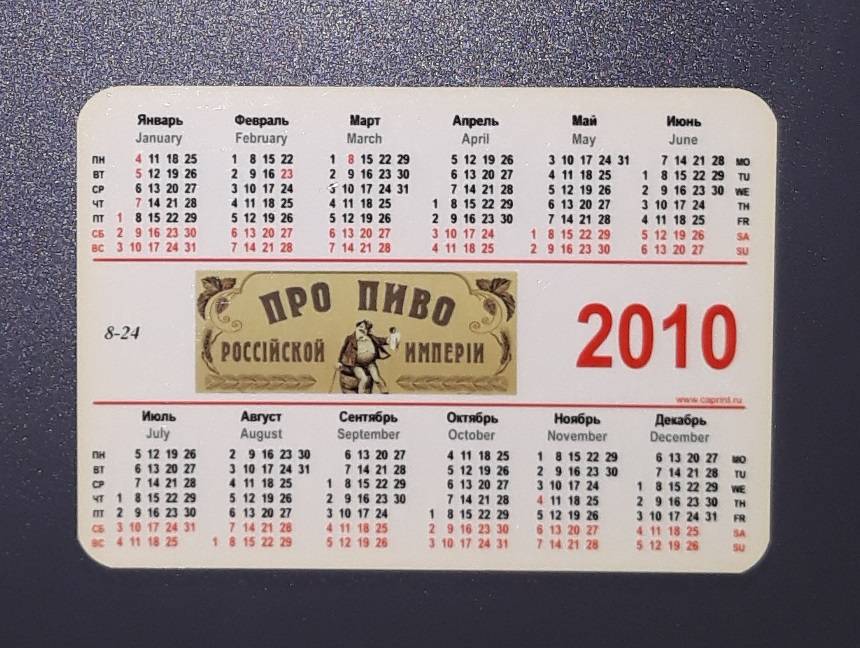 Январь Февраль Март Апрель Май Июнь
January February March April May June
ПН 4 11 18 25 1 8 15 22 1 8 15 22 29 5 12 19 26 3 10 17 24 31 7 14 21 28 MO
ВТ 5 12 19 26 2 9 16 23 2 9 16 23 30 6 13 20 27 4 11 18 25 1 8 15 22 29 TU
СР 6 13 20 27 3 10 17 24 3 10 17 24 31 7 14 21 28 5 12 19 26 2 9 16 23 30 WE
ЧТ 7 14 21 28 4 11 18 25 4 11 18 25 1 8 15 22 29 6 13 20 27 3 10 17 24 TH
ПТ 1 8 15 22 29 5 12 19 26 5 12 19 26 2 9 16 23 30 7 14 21 28 4 11 18 25 FR
СБ 2 9 16 23 30 6 13 20 27 6 13 20 27 3 10 17 24 1 8 15 22 29 5 12 19 26 SA
ВС 3 10 17 24 31 7 14 21 28 7 14 21 28 4 11 18 25 2 9 16 23 30 6 13 20 27 SU
8-24
ПРО ПИВО
РОССІЙСКОЙ ИМПЕРІИ
2010
www.caprint.ru
Июль Август Сентябрь Октябрь Ноябрь Декабрь
July August September October November December
ПН 5 12 19 26 2 9 16 23 30 6 13 20 27 4 11 18 25 1 8 15 22 29 6 13 20 27 MO
ВТ 6 13 20 27 3 10 17 24 31 7 14 21 28 5 12 19 26 2 9 16 23 30 7 14 21 28 TU
СР 7 14 21 28 4 11 18 25 1 8 15 22 29 6 13 20 27 3 10 17 24 1 8 15 22 29 WE
ЧТ 1 8 15 22 29 5 12 19 26 2 9 16 23 30 7 14 21 28 4 11 18 25 2 9 16 23 30 TH
ПТ 2 9 16 23 30 6 13 20 27 3 10 17 24 1 8 15 22 29 5 12 19 26 3 10 17 24 31 FR
СБ 3 10 17 24 31 7 14 21 28 4 11 18 25 2 9 16 23 30 6 13 20 27 4 11 18 25 SA
ВС 4 11 18 25 1 8 15 22 29 5 12 19 26 3 10 17 24 31 7 14 21 28 5 12 19 26 SU